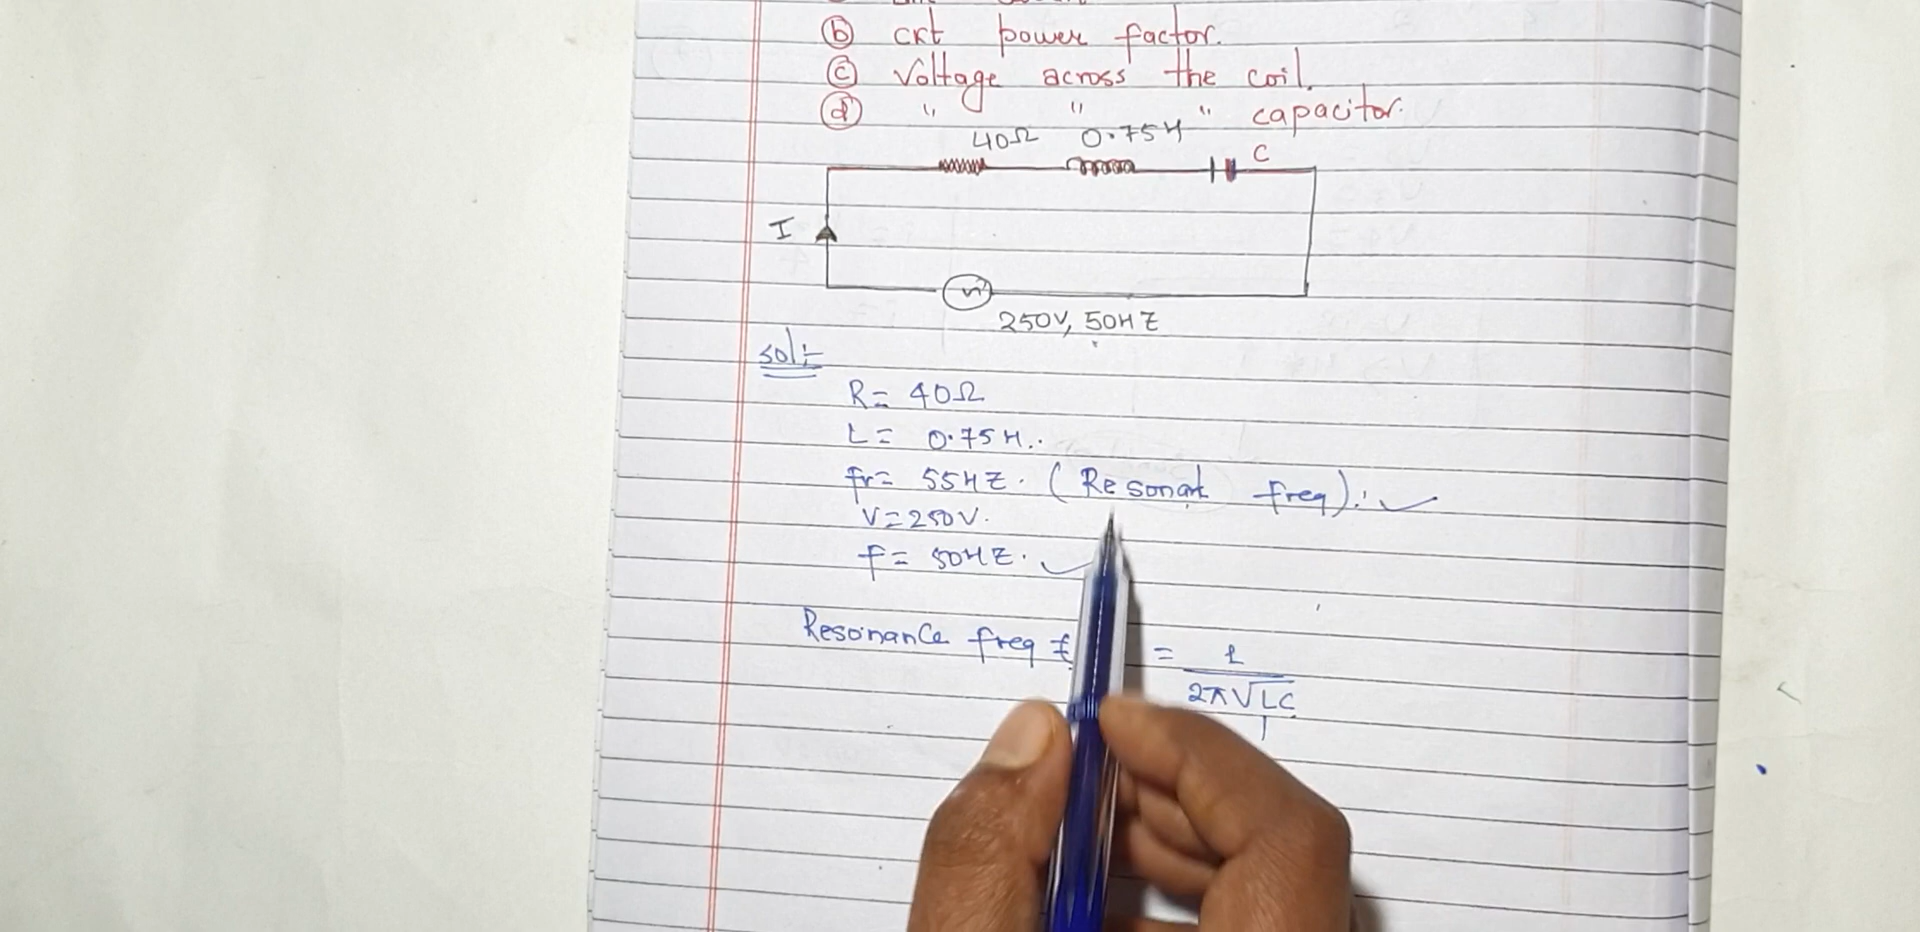 ⓑ ckt power factor.
ⓒ Voltage across the coil.
ⓓ " " " capacitor.
40Ω 0.75H C
I
250V, 50HZ
Sol:-
R= 40Ω
L= 0.75H.
fr= 55HZ. (Resonant freq).
V=250V.
f= 50HZ.
Resonance freq = 1
2π√LC